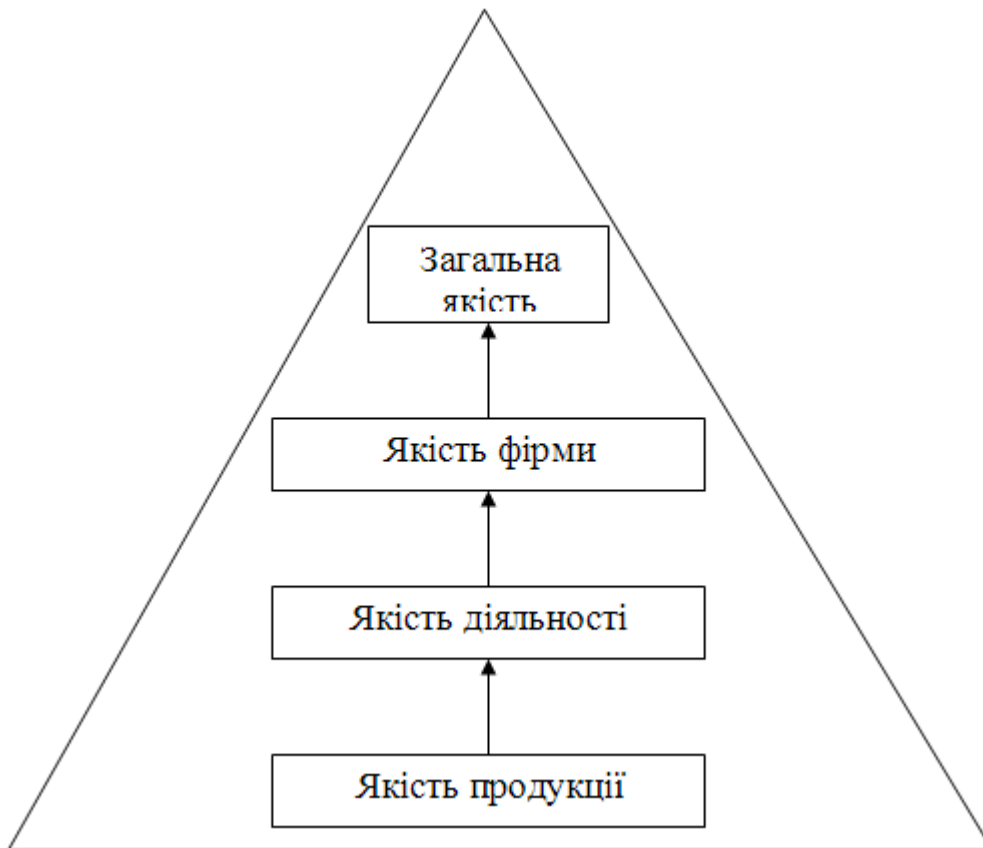 Загальна
якість
Якість фірми
Якість діяльності
Якість продукції